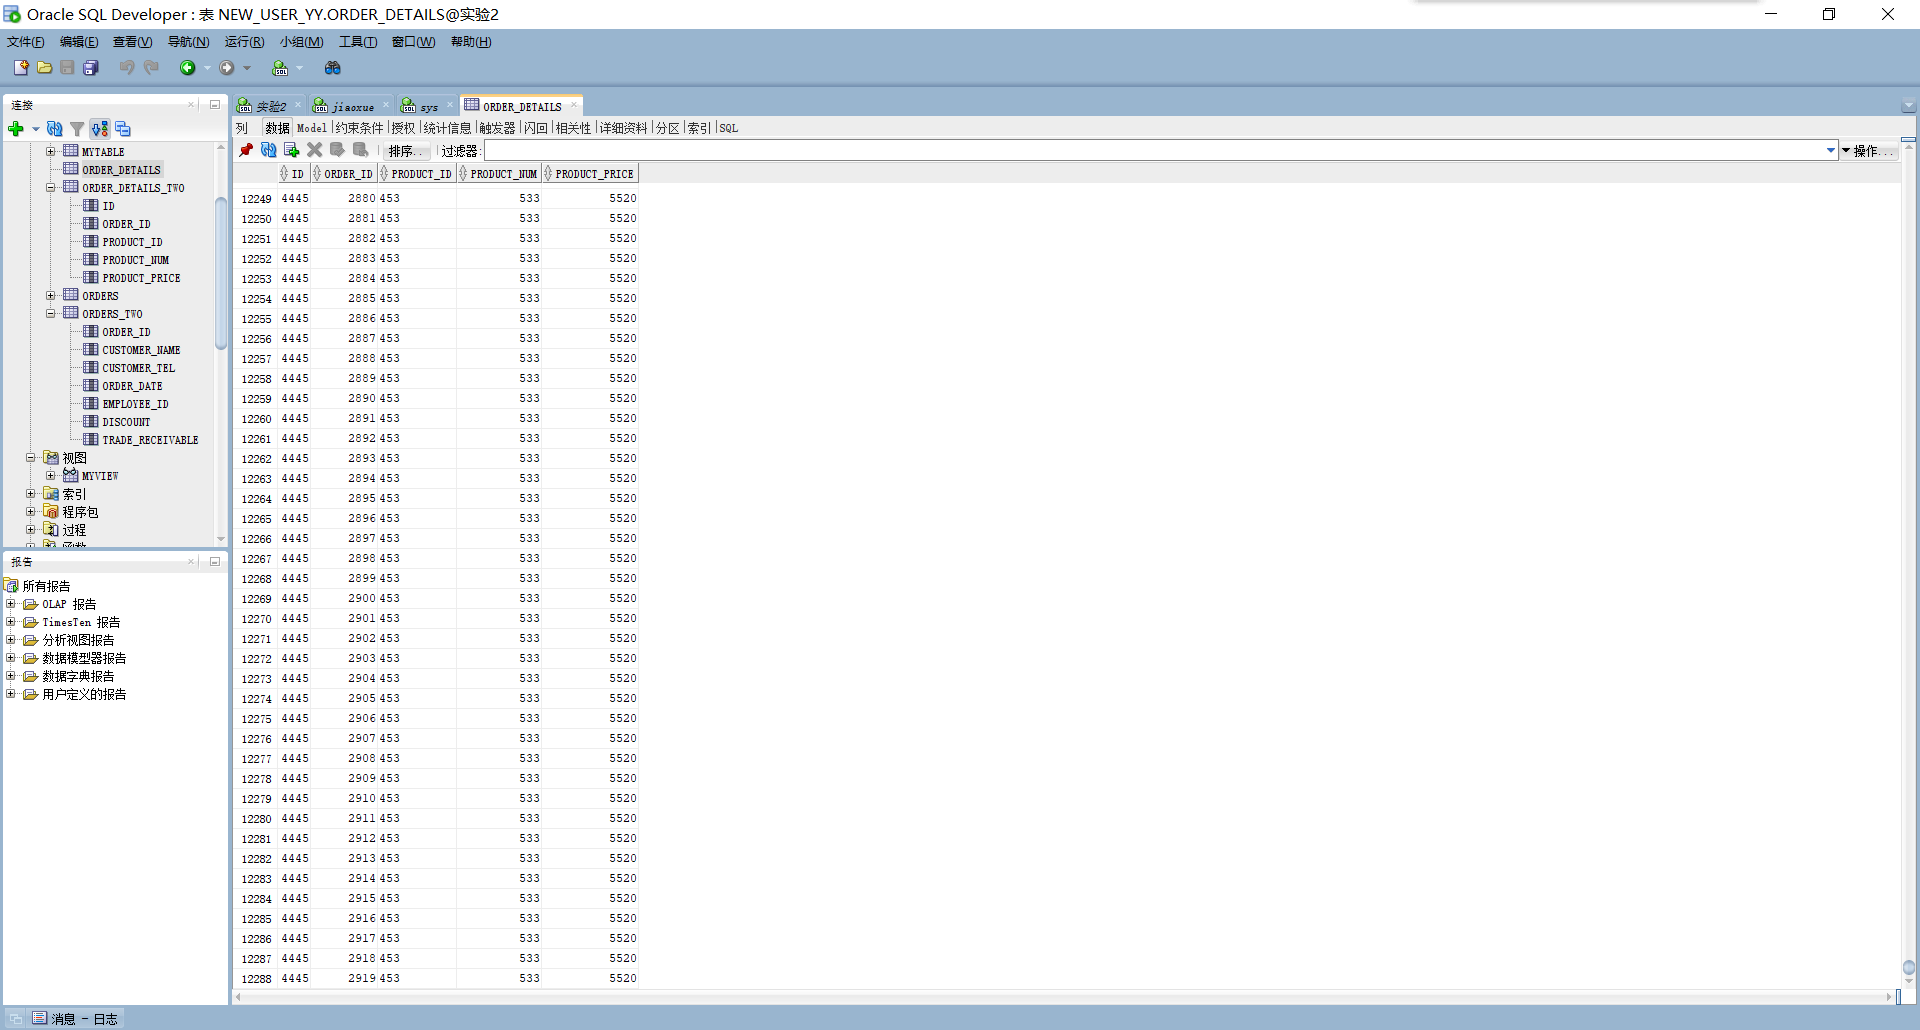 Oracle SQL Developer : 表 NEW_USER_YY.ORDER_DETAILS@实验2
文件(F) 编辑(E) 查看(V) 导航(N) 运行(R) 小组(M) 工具(T) 窗口(W) 帮助(H)
连接
MYTABLE
ORDER_DETAILS
ORDER_DETAILS_TWO
ID
ORDER_ID
PRODUCT_ID
PRODUCT_NUM
PRODUCT_PRICE
ORDERS
ORDERS_TWO
ORDER_ID
CUSTOMER_NAME
CUSTOMER_TEL
ORDER_DATE
EMPLOYEE_ID
DISCOUNT
TRADE_RECEIVABLE
视图
MYVIEW
索引
程序包
过程
函数
报告
所有报告
OLAP 报告
TimesTen 报告
分析视图报告
数据模型器报告
数据字典报告
用户定义的报告
实验2 jiaoxue sys ORDER_DETAILS
列 数据 Model 约束条件 授权 统计信息 触发器 闪回 相关性 详细资料 分区 索引 SQL
排序.. 过滤器: 操作...
ID ORDER_ID PRODUCT_ID PRODUCT_NUM PRODUCT_PRICE
12249 4445 2880 453 533 5520
12250 4445 2881 453 533 5520
12251 4445 2882 453 533 5520
12252 4445 2883 453 533 5520
12253 4445 2884 453 533 5520
12254 4445 2885 453 533 5520
12255 4445 2886 453 533 5520
12256 4445 2887 453 533 5520
12257 4445 2888 453 533 5520
12258 4445 2889 453 533 5520
12259 4445 2890 453 533 5520
12260 4445 2891 453 533 5520
12261 4445 2892 453 533 5520
12262 4445 2893 453 533 5520
12263 4445 2894 453 533 5520
12264 4445 2895 453 533 5520
12265 4445 2896 453 533 5520
12266 4445 2897 453 533 5520
12267 4445 2898 453 533 5520
12268 4445 2899 453 533 5520
12269 4445 2900 453 533 5520
12270 4445 2901 453 533 5520
12271 4445 2902 453 533 5520
12272 4445 2903 453 533 5520
12273 4445 2904 453 533 5520
12274 4445 2905 453 533 5520
12275 4445 2906 453 533 5520
12276 4445 2907 453 533 5520
12277 4445 2908 453 533 5520
12278 4445 2909 453 533 5520
12279 4445 2910 453 533 5520
12280 4445 2911 453 533 5520
12281 4445 2912 453 533 5520
12282 4445 2913 453 533 5520
12283 4445 2914 453 533 5520
12284 4445 2915 453 533 5520
12285 4445 2916 453 533 5520
12286 4445 2917 453 533 5520
12287 4445 2918 453 533 5520
12288 4445 2919 453 533 5520
消息 - 日志